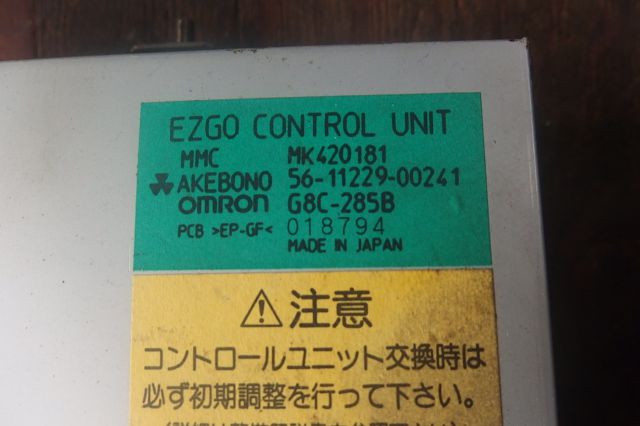 EZGO CONTROL UNIT
MMC MK420181
AKEBONO 56-11229-00241
OMRON G8C-285B
PCB >EP-GF< 018794
MADE IN JAPAN
注意
コントロールユニット交換時は
必ず初期調整を行って下さい。